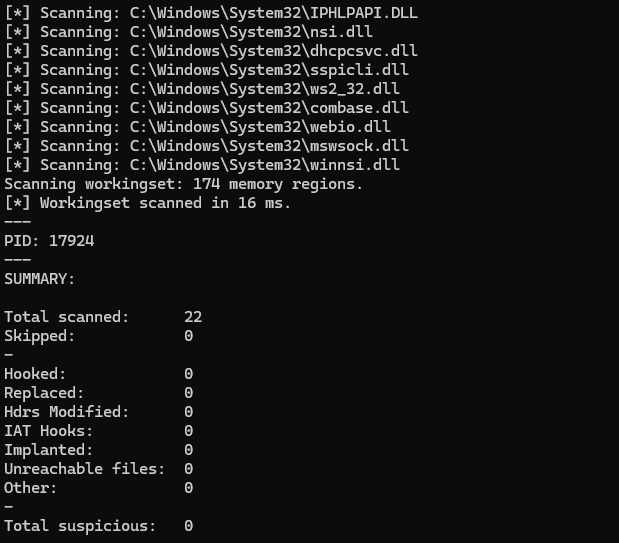 [*] Scanning: C:\Windows\System32\IPHLPAPI.DLL
[*] Scanning: C:\Windows\System32\nsi.dll
[*] Scanning: C:\Windows\System32\dhcpcsvc.dll
[*] Scanning: C:\Windows\System32\sspicli.dll
[*] Scanning: C:\Windows\System32\ws2_32.dll
[*] Scanning: C:\Windows\System32\combase.dll
[*] Scanning: C:\Windows\System32\webio.dll
[*] Scanning: C:\Windows\System32\mswsock.dll
[*] Scanning: C:\Windows\System32\winnsi.dll
Scanning workingset: 174 memory regions.
[*] Workingset scanned in 16 ms.
---
PID: 17924
---
SUMMARY:

Total scanned:      22
Skipped:            0
-
Hooked:             0
Replaced:           0
Hdrs Modified:      0
IAT Hooks:          0
Implanted:          0
Unreachable files:  0
Other:              0
-
Total suspicious:   0